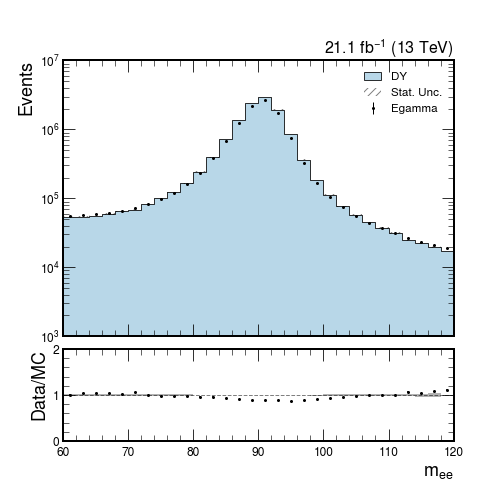 21.1 fb⁻¹ (13 TeV)
Events
10⁷
10⁶
10⁵
10⁴
10³
DY
Stat. Unc.
Egamma
Data/MC
2
1
0
60 70 80 90 100 110 120
mₑₑ